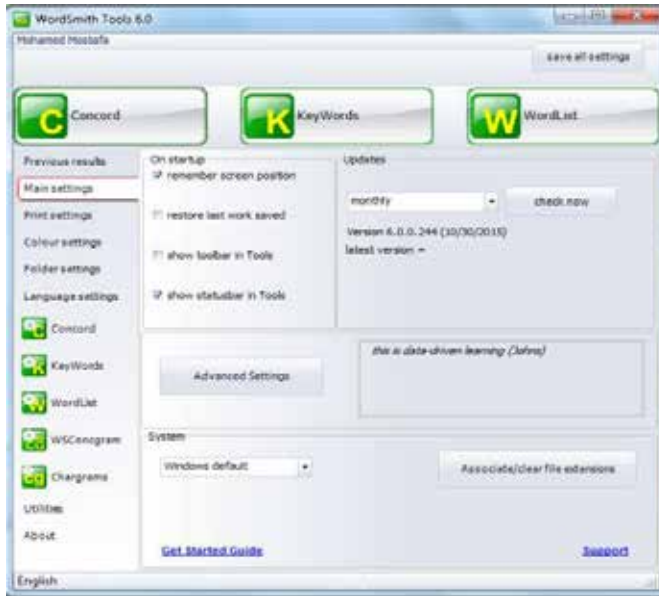 WordSmith Tools 6.0
Mohamed Mostafa
save all settings
C Concord
K KeyWords
W WordList
Previous results
Main settings
Print settings
Colour settings
Folder settings
Language settings
Concord
KeyWords
WordList
WSConcgram
Chargrams
Utilities
About
On startup
remember screen position
restore last work saved
show toolbar in Tools
show statusbar in Tools
Updates
monthly
check now
Version 6.0.0.244 (10/30/2015)
latest version =
Advanced Settings
this is data-driven learning (Johns)
System
Windows default
Associate/clear file extensions
Get Started Guide
Support
English